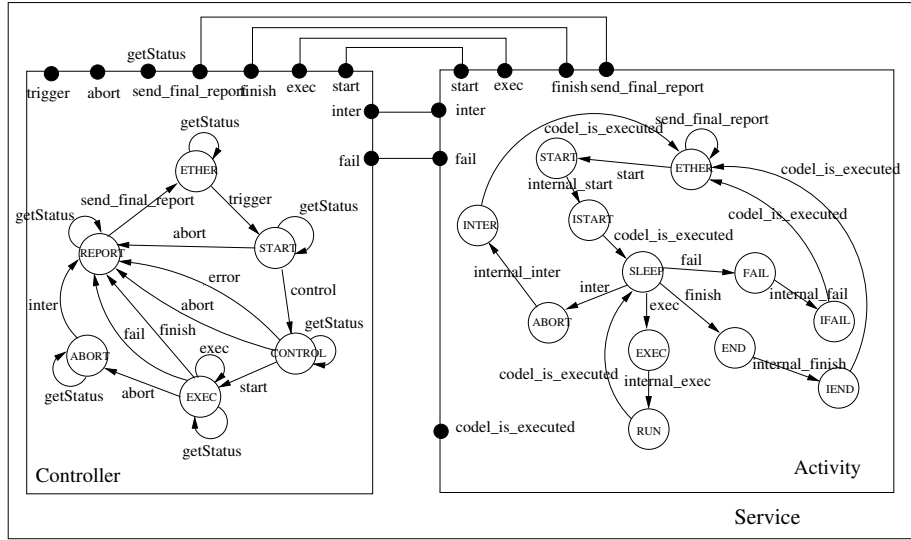 getStatus
trigger
abort
send_final_report
finish
exec
start
start
exec
finish
send_final_report
inter
inter
fail
fail
getStatus
ETHER
send_final_report
trigger
getStatus
getStatus
REPORT
abort
START
error
control
inter
abort
getStatus
fail
finish
ABORT
exec
CONTROL
start
getStatus
abort
EXEC
getStatus
Controller
send_final_report
codel_is_executed
START
ETHER
codel_is_executed
start
internal_start
INTER
ISTART
codel_is_executed
codel_is_executed
SLEEP
fail
FAIL
internal_inter
inter
internal_fail
finish
ABORT
exec
IFAIL
EXEC
END
codel_is_executed
internal_exec
internal_finish
IEND
RUN
codel_is_executed
Activity
Service